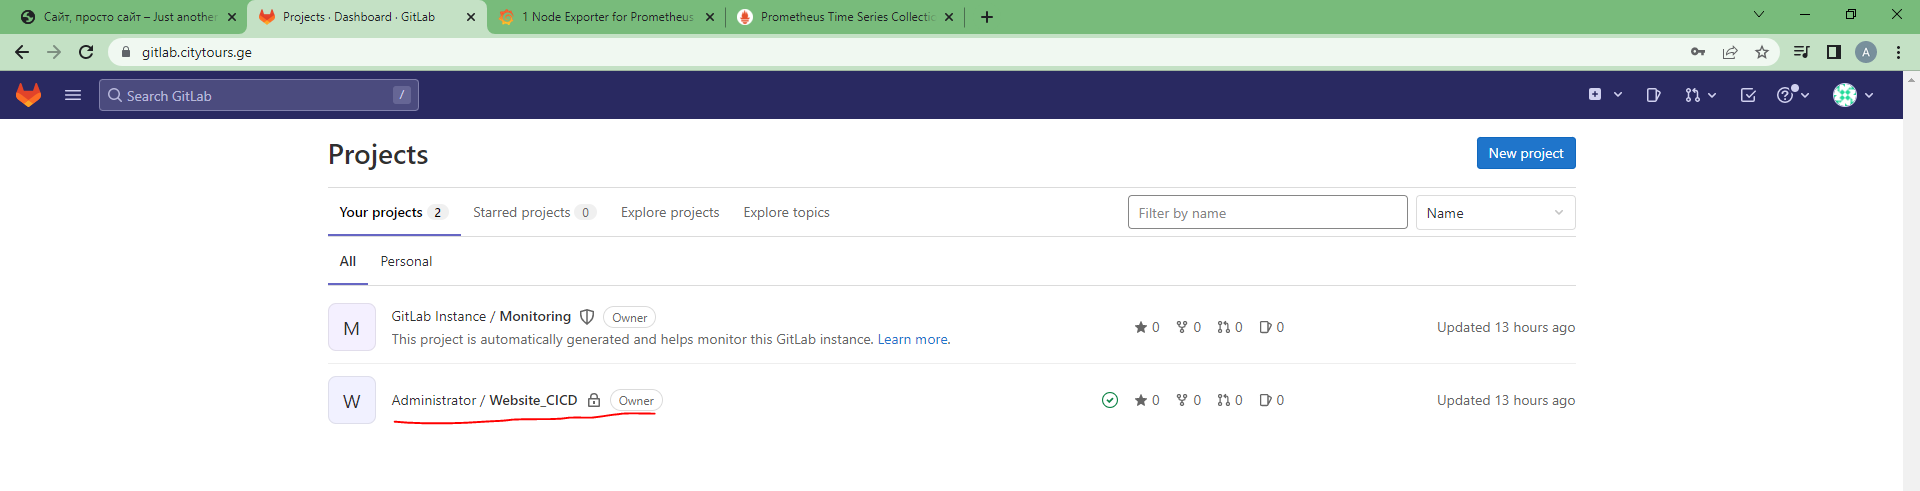 Сайт, просто сайт – Just another
Projects · Dashboard · GitLab
1 Node Exporter for Prometheus
Prometheus Time Series Collectio
gitlab.citytours.ge
A
Search GitLab
/
Projects
New project
Your projects 2
Starred projects 0
Explore projects
Explore topics
Filter by name
Name
All
Personal
M
GitLab Instance / Monitoring
Owner
0 0 0 0
Updated 13 hours ago
This project is automatically generated and helps monitor this GitLab instance. Learn more.
W
Administrator / Website_CICD
Owner
0 0 0 0
Updated 13 hours ago